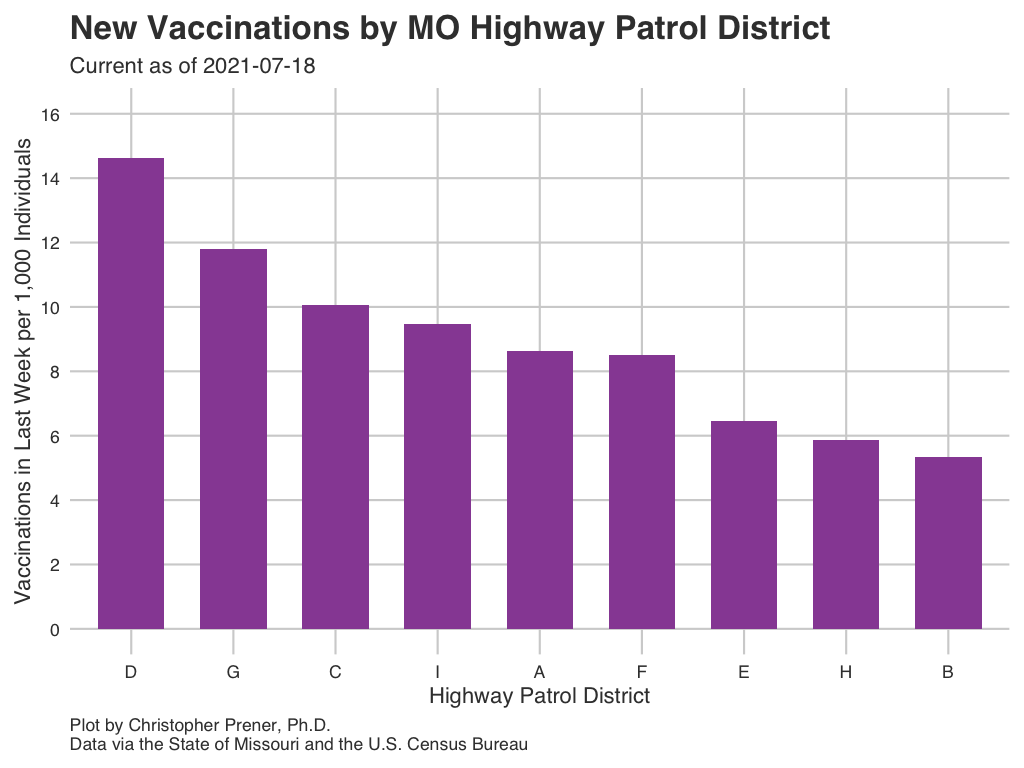 New Vaccinations by MO Highway Patrol District
Current as of 2021-07-18
Vaccinations in Last Week per 1,000 Individuals
16
14
12
10
8
6
4
2
0
D G C I A F E H B
Highway Patrol District
Plot by Christopher Prener, Ph.D.
Data via the State of Missouri and the U.S. Census Bureau